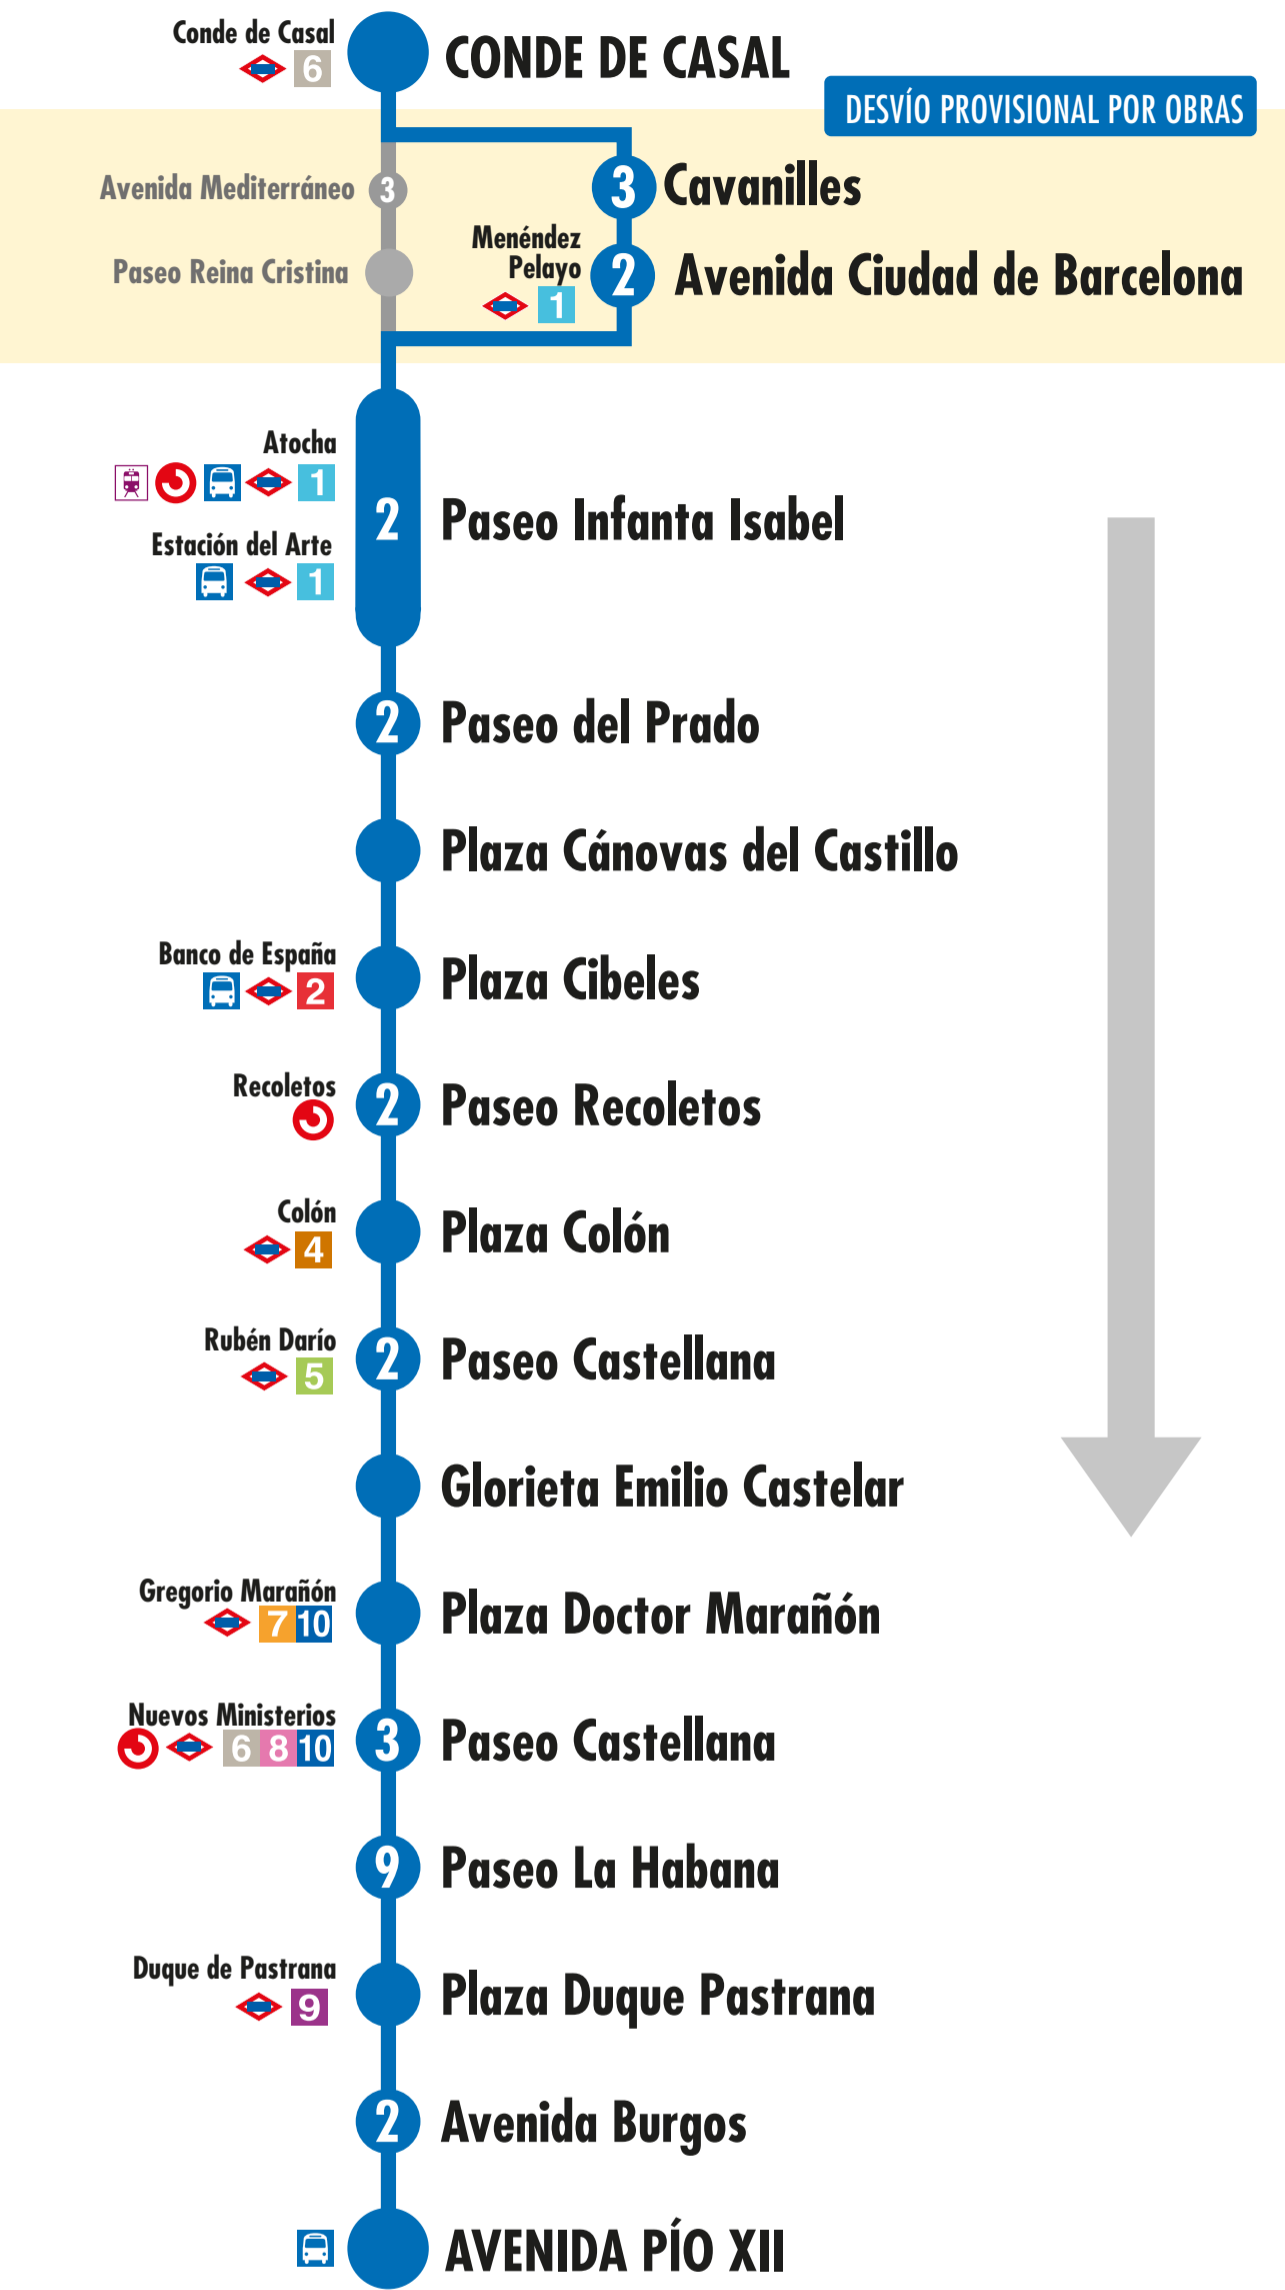 Conde de Casal
6
CONDE DE CASAL
DESVÍO PROVISIONAL POR OBRAS
Avenida Mediterráneo
3
3
Cavanilles
Paseo Reina Cristina
Menéndez
Pelayo
1
2
Avenida Ciudad de Barcelona
Atocha
1
Estación del Arte
1
2
Paseo Infanta Isabel
2
Paseo del Prado
Plaza Cánovas del Castillo
Banco de España
2
Plaza Cibeles
Recoletos
2
Paseo Recoletos
Colón
4
Plaza Colón
Rubén Darío
5
2
Paseo Castellana
Glorieta Emilio Castelar
Gregorio Marañón
7 10
Plaza Doctor Marañón
Nuevos Ministerios
6 8 10
3
Paseo Castellana
9
Paseo La Habana
Duque de Pastrana
9
Plaza Duque Pastrana
2
Avenida Burgos
AVENIDA PÍO XII